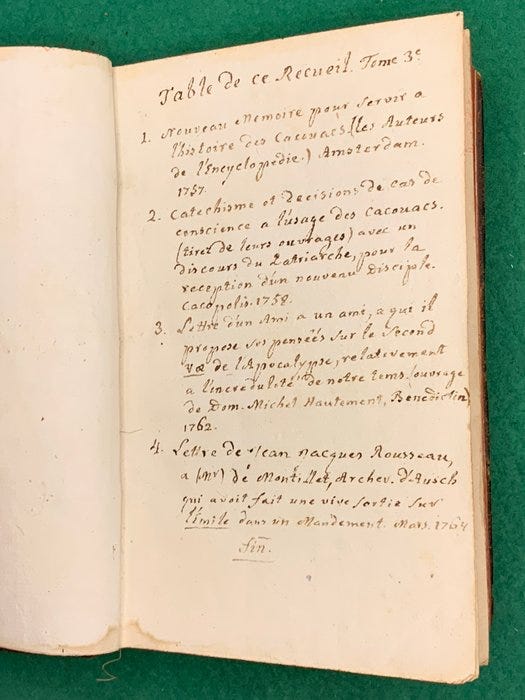 Table de ce Recueil. Tome 3e
1. Nouveau Memoire pour servir a
l'histoire des Cacouacs (les Auteurs
de l'Encyclopédie.) Amsterdam.
1757.
2. Catechisme et Decisions de cas de
conscience a l'usage des Cacouacs.
(tirez de leurs ouvrages) avec un
discours du Patriarche, pour la
reception d'un nouveau Disciple.
Cacopolis. 1758.
3. Lettre d'un Ami a un ami, a qui il
propose ses pensées sur le second
væ de l'Apocalypse, relativement
a l'incredulité de notre tems. (ouvrage
de Dom. Michel Hautement, Benedictin)
1762.
4. Lettre de Jean Jacques Rousseau,
a (Mr) de Montillet, Archev. d'Ausch
qui avoit fait une vive sortie sur
l'Emile dans un Mandement. Mars. 1764
fin.